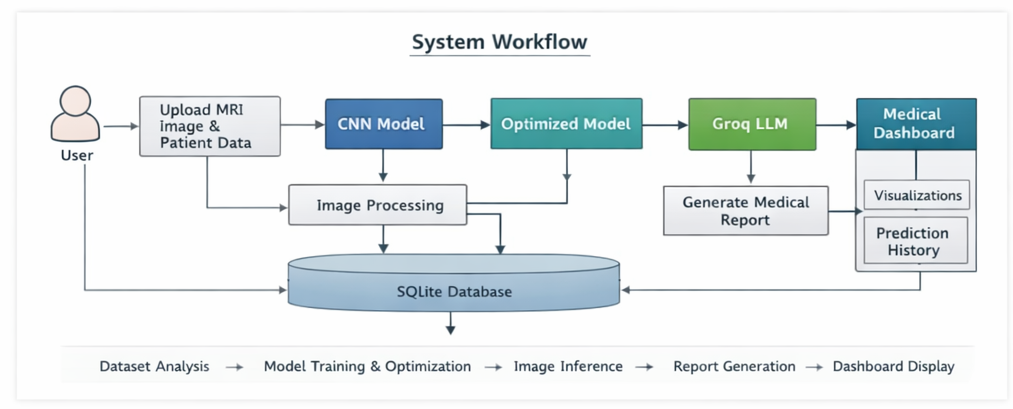 System Workflow
User
Upload MRI
image &
Patient Data
CNN Model
Optimized Model
Groq LLM
Medical
Dashboard
Image Processing
Generate Medical
Report
Visualizations
Prediction
History
SQLite Database
Dataset Analysis → Model Training & Optimization → Image Inference → Report Generation → Dashboard Display